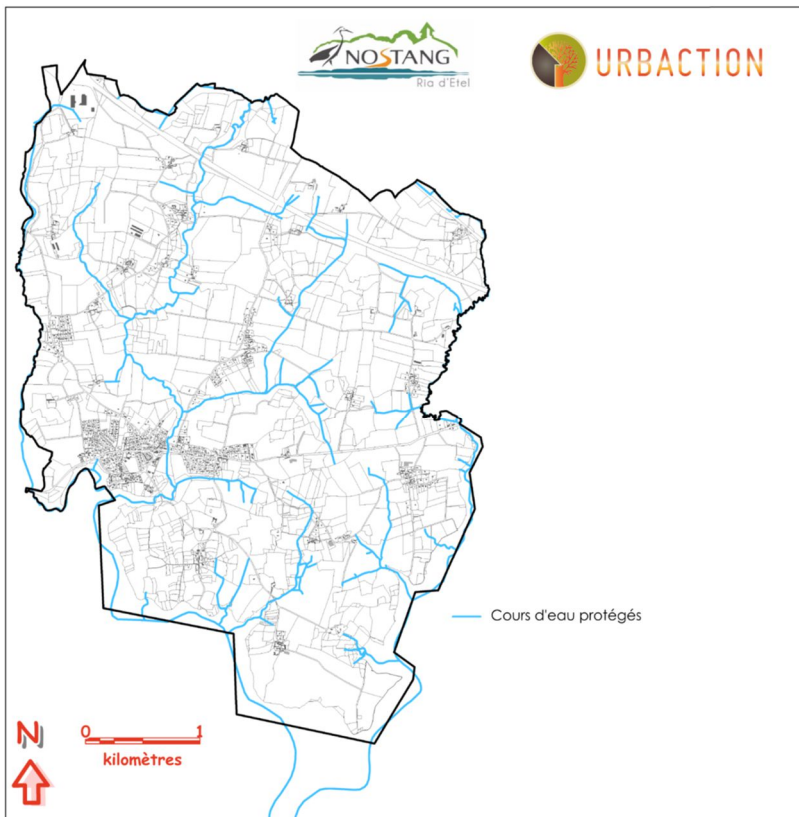 NOSTANG
Ria d'Etel
URBACTION
Cours d'eau protégés
N
0 1
kilomètres